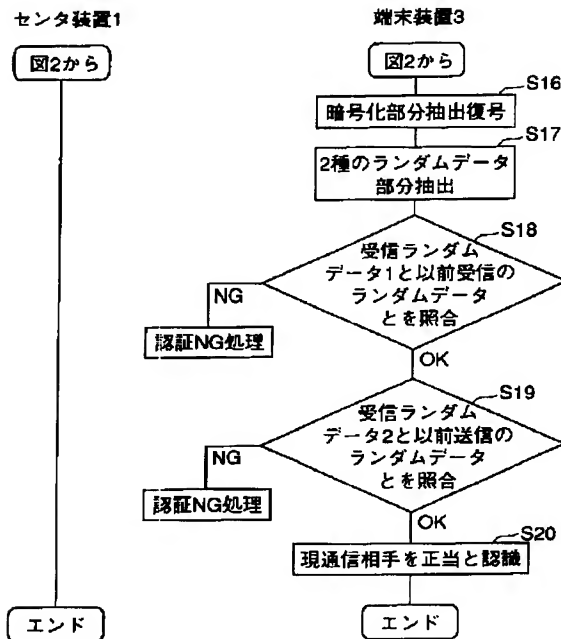 センタ装置1
図2から
エンド
端末装置3
図2から
S16
暗号化部分抽出復号
S17
2種のランダムデータ
部分抽出
S18
受信ランダム
データ1と以前受信の
ランダムデータ
とを照合
NG
認証NG処理
OK
S19
受信ランダム
データ2と以前送信の
ランダムデータ
とを照合
NG
認証NG処理
OK
S20
現通信相手を正当と認識
エンド